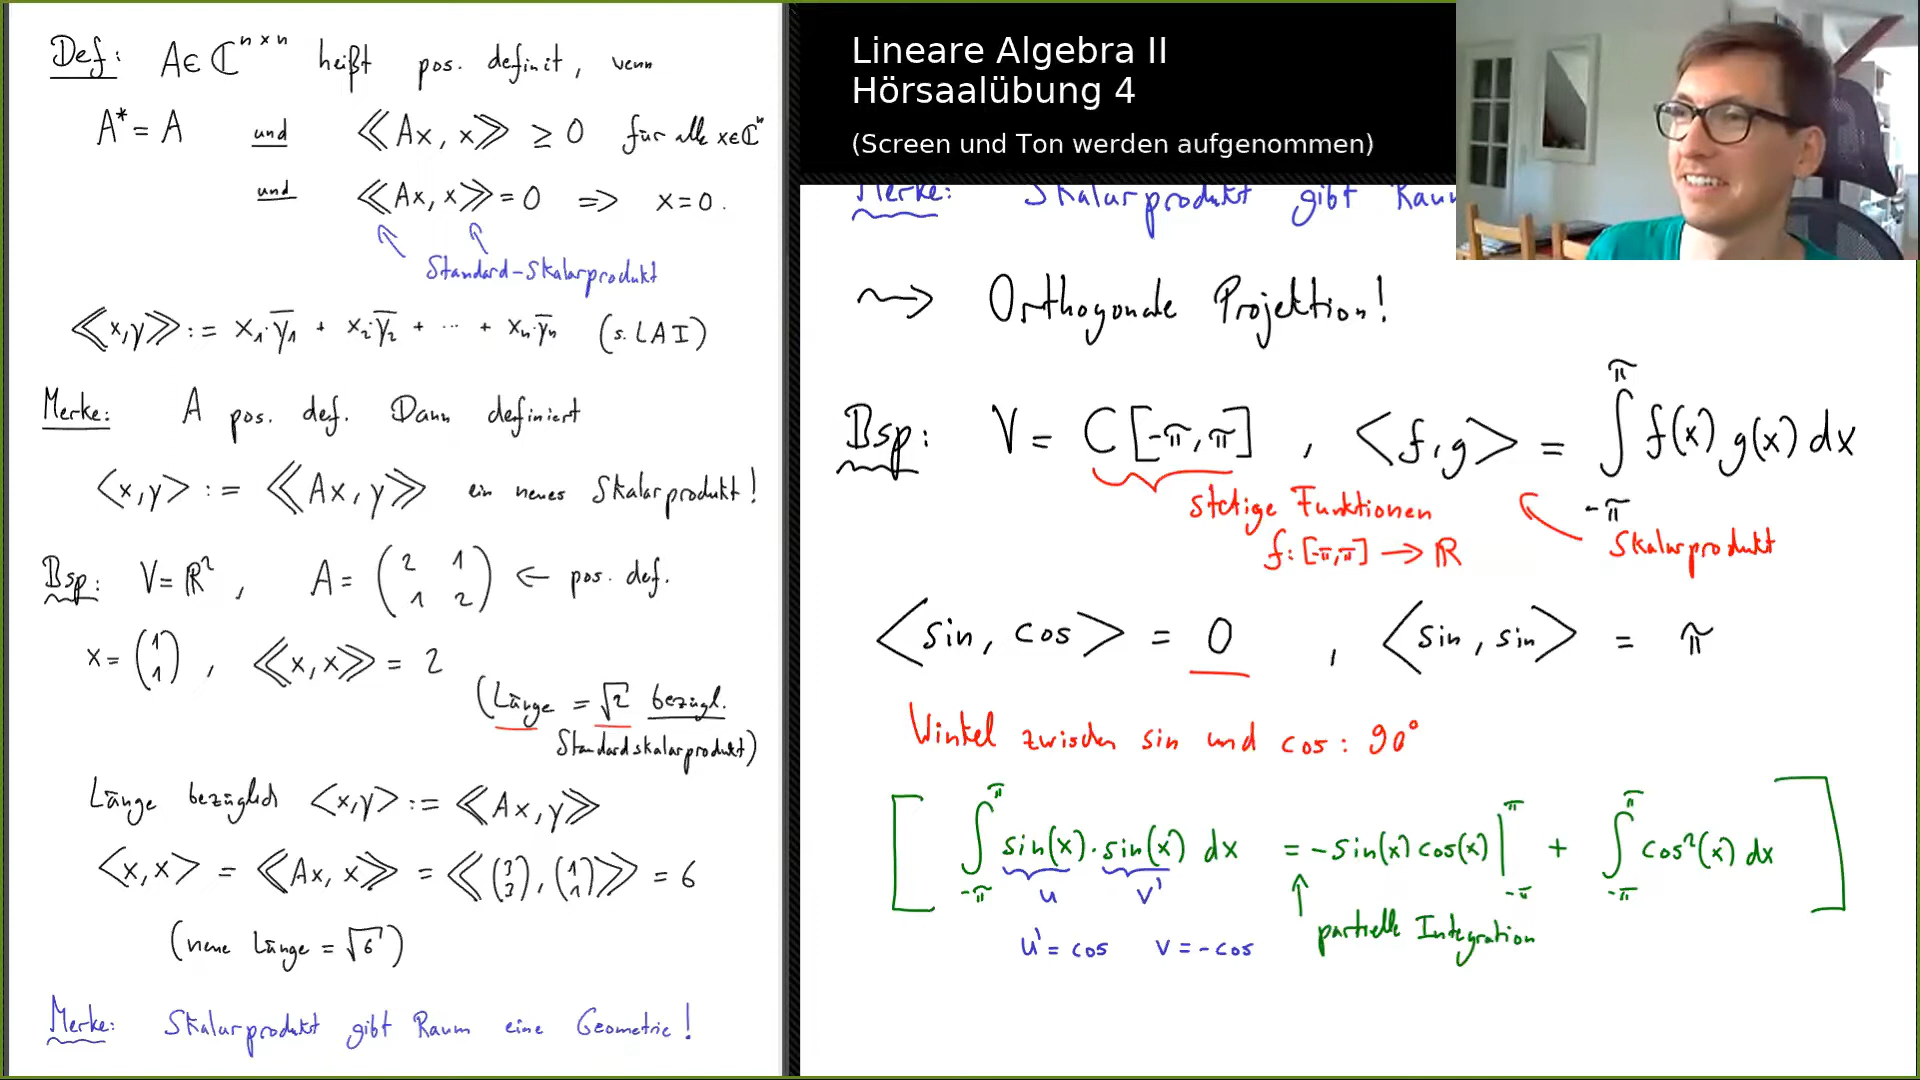 Def: A∈ℂⁿˣⁿ heißt pos. definit, wenn
A* = A und ⟪Ax, x⟫ ≥ 0 für alle x∈ℂⁿ
und ⟪Ax, x⟫ = 0 => x=0.
Standard-Skalarprodukt
⟪x,y⟫ := x₁·y̅₁ + x₂·y̅₂ + ··· + xₙ·y̅ₙ (s. LA I)
Merke: A pos. def. Dann definiert
<x,y> := ⟪Ax, y⟫ ein neues Skalarprodukt!
Bsp: V= ℝ², A = (2 1
1 2) ← pos. def.
x = (1
1), ⟪x,x⟫ = 2
(Länge = √2 bezügl.
Standardskalarprodukt)
Länge bezüglich <x,y> := ⟪Ax,y⟫
<x,x> = ⟪Ax, x⟫ = ⟪(3
3), (1
1)⟫ = 6
(neue Länge = √6)
Merke: Skalarprodukt gibt Raum eine Geometrie!
Lineare Algebra II
Hörsaalübung 4
(Screen und Ton werden aufgenommen)
Merke: Skalarprodukt gibt Raum
⇝ Orthogonale Projektion!
Bsp: V = C[-π,π], <f,g> = ∫_{-π}^{π} f(x) g(x) dx
stetige Funktionen
f: [-π,π] → ℝ
Skalarprodukt
<sin, cos> = 0, <sin, sin> = π
Winkel zwischen sin und cos: 90°
[ ∫_{-π}^{π} sin(x)·sin(x) dx = -sin(x) cos(x) |_{-π}^{π} + ∫_{-π}^{π} cos²(x) dx ]
u v'
partielle Integration
u' = cos v = -cos